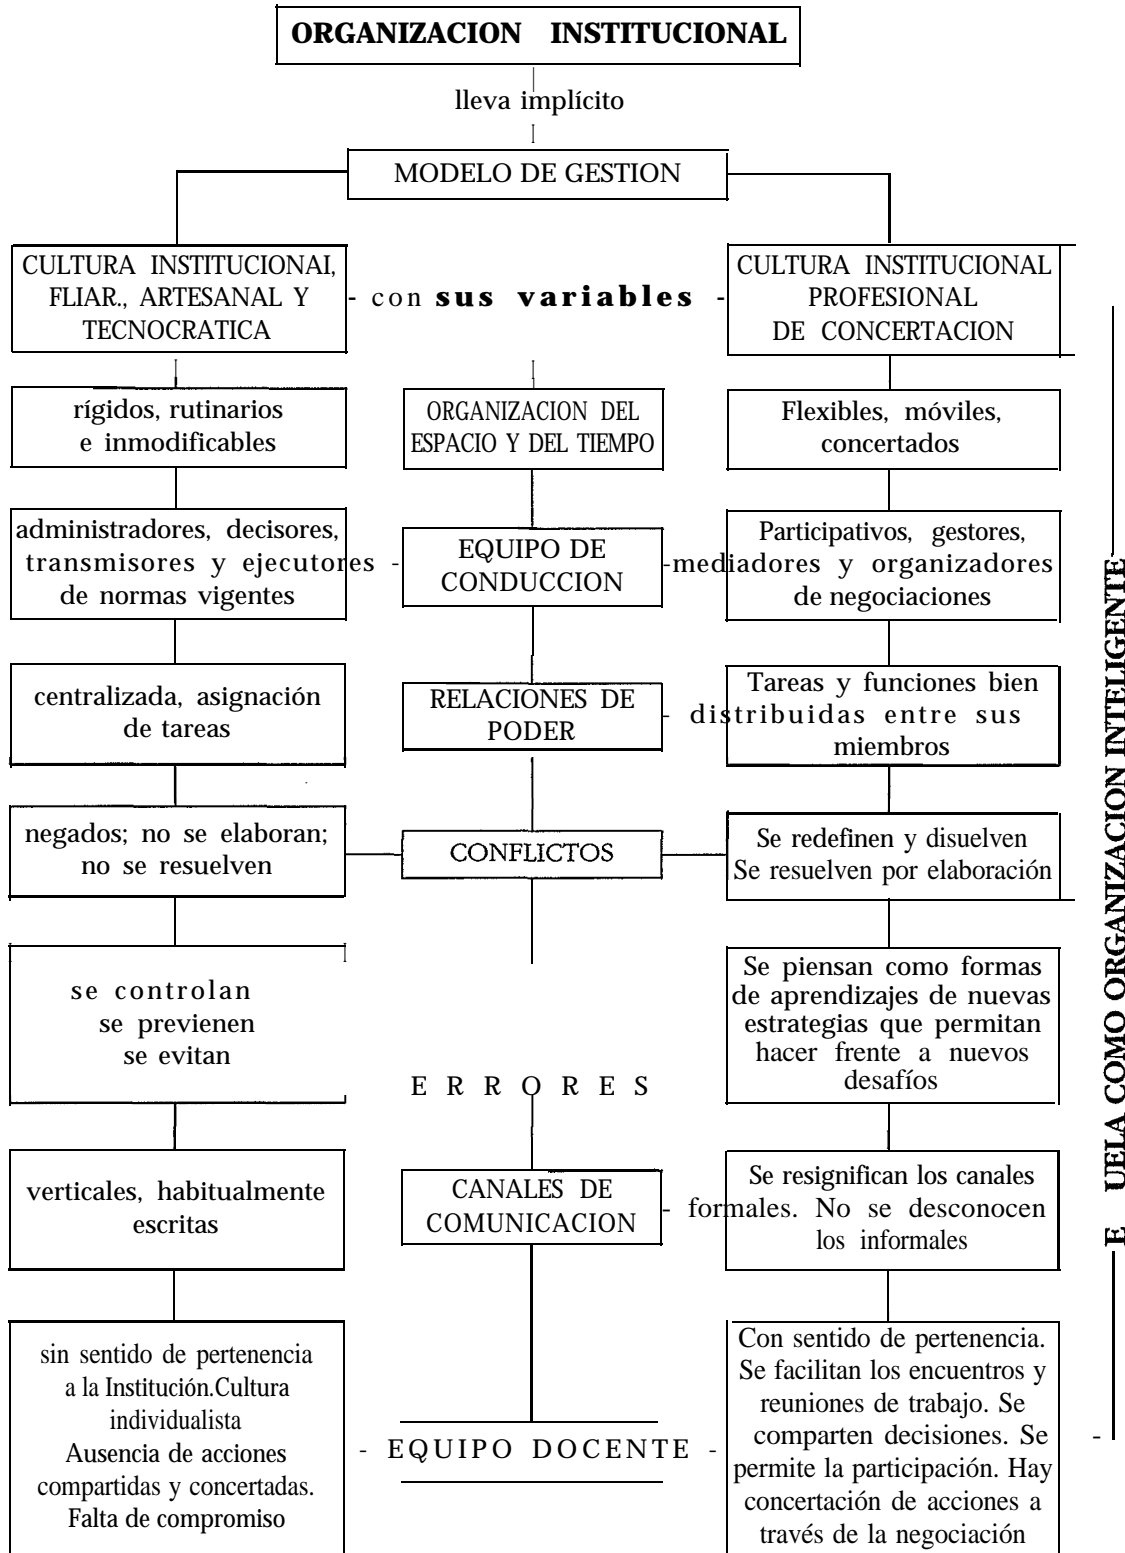 ORGANIZACION INSTITUCIONAL
lleva implícito
MODELO DE GESTION
CULTURA INSTITUCIONAI,
FLIAR., ARTESANAL Y
TECNOCRATICA
- con sus variables -
CULTURA INSTITUCIONAL
PROFESIONAL
DE CONCERTACION
rígidos, rutinarios
e inmodificables
ORGANIZACION DEL
ESPACIO Y DEL TIEMPO
Flexibles, móviles,
concertados
administradores, decisores,
transmisores y ejecutores
de normas vigentes
- EQUIPO DE
CONDUCCION
Participativos, gestores,
-mediadores y organizadores
de negociaciones
centralizada, asignación
de tareas
RELACIONES DE
PODER
Tareas y funciones bien
- distribuidas entre sus
miembros
negados; no se elaboran;
no se resuelven
CONFLICTOS
Se redefinen y disuelven
Se resuelven por elaboración
se controlan
se previenen
se evitan
ERRORES
Se piensan como formas
de aprendizajes de nuevas
estrategias que permitan
hacer frente a nuevos
desafíos
verticales, habitualmente
escritas
CANALES DE
COMUNICACION
Se resignifican los canales
- formales. No se desconocen
los informales
sin sentido de pertenencia
a la Institución.Cultura
individualista
Ausencia de acciones
compartidas y concertadas.
Falta de compromiso
- EQUIPO DOCENTE -
Con sentido de pertenencia.
Se facilitan los encuentros y
reuniones de trabajo. Se
comparten decisiones. Se
permite la participación. Hay
concertación de acciones a
través de la negociación
E UELA COMO ORGANIZACION INTELIGENTE